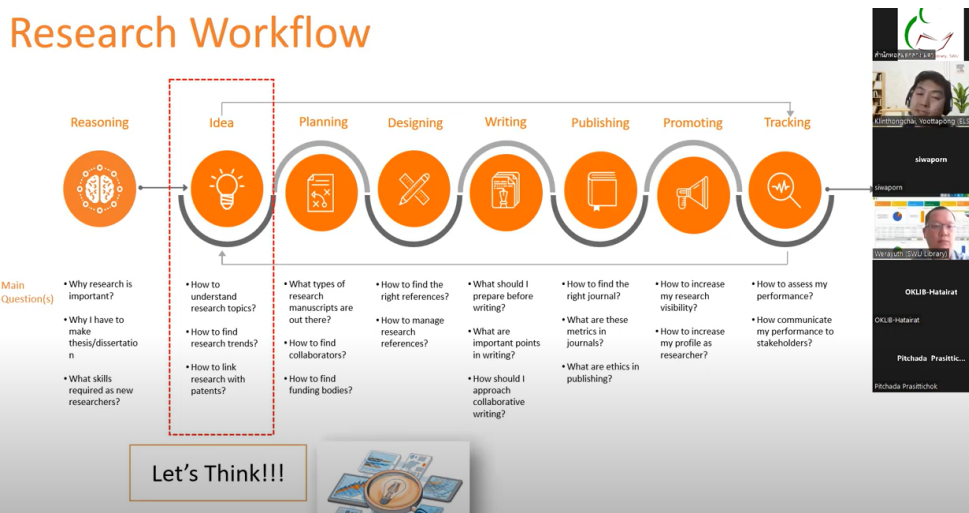 Research Workflow
Reasoning
Idea
Planning
Designing
Writing
Publishing
Promoting
Tracking
Main
Question(s)
• Why research is
important?
• Why I have to
make
thesis/dissertatio
n
• What skills
required as new
researchers?
• How to
understand
research topics?
• How to find
research trends?
• How to link
research with
patents?
• What types of
research
manuscripts are
out there?
• How to find
collaborators?
• How to find
funding bodies?
• How to find the
right references?
• How to manage
research
references?
• What should I
prepare before
writing?
• What are
important points
in writing?
• How should I
approach
collaborative
writing?
• How to find the
right journal?
• What are these
metrics in
journals?
• What are ethics in
publishing?
• How to increase
my research
visibility?
• How to increase
my profile as
researcher?
• How to assess my
performance?
• How communicate
my performance to
stakeholders?
Let's Think!!!
Klinthongchai, Yoottapong (ELS
siwaporn
siwaporn
Werayuth (SWU Library)
OKLIB-Hatairat
OKLIB-Hatairat
Pitchada Prasittic...
Pitchada Prasittichok